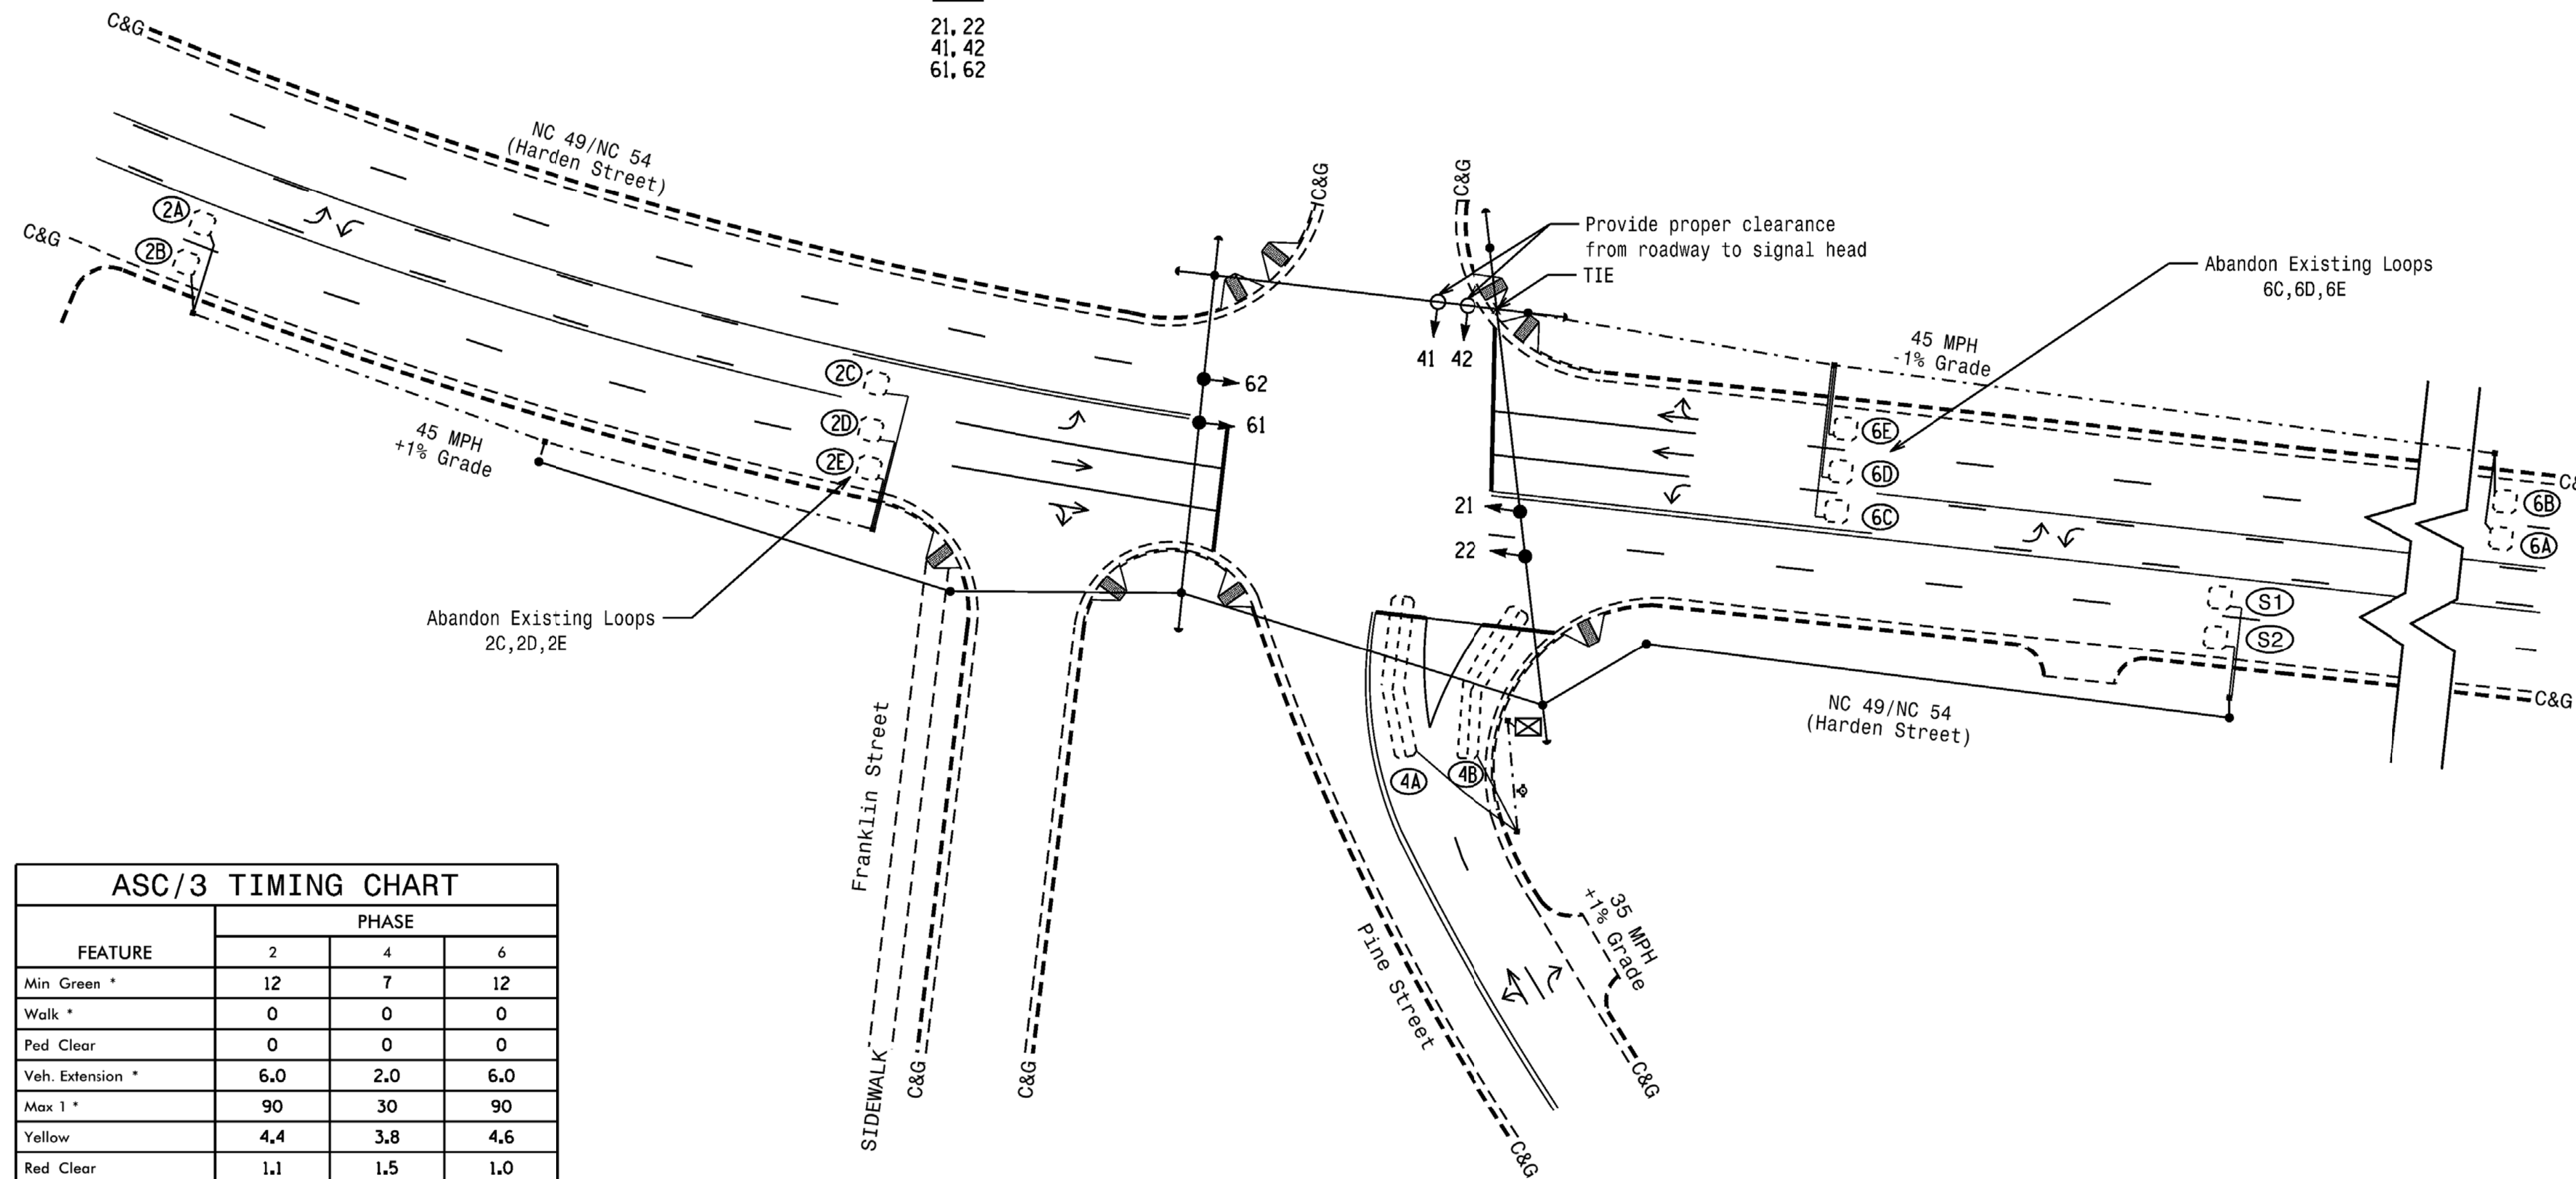 21, 22
41, 42
61, 62
C&G
NC 49/NC 54
(Harden Street)
C&G
C&G
2A
2B
C&G
Provide proper clearance
from roadway to signal head
TIE
Abandon Existing Loops
6C,6D,6E
41 42
45 MPH
-1% Grade
62
61
2C
2D
2E
45 MPH
+1% Grade
6E
6D
6C
21
22
6B
6A
S1
S2
Abandon Existing Loops
2C,2D,2E
NC 49/NC 54
(Harden Street)
C&G
4A
4B
Franklin Street
SIDEWALK
C&G
C&G
Pine Street
35 MPH
+1% Grade
C&G
C&G
ASC/3 TIMING CHART
FEATURE PHASE
2 4 6
Min Green * 12 7 12
Walk * 0 0 0
Ped Clear 0 0 0
Veh. Extension * 6.0 2.0 6.0
Max 1 * 90 30 90
Yellow 4.4 3.8 4.6
Red Clear 1.1 1.5 1.0